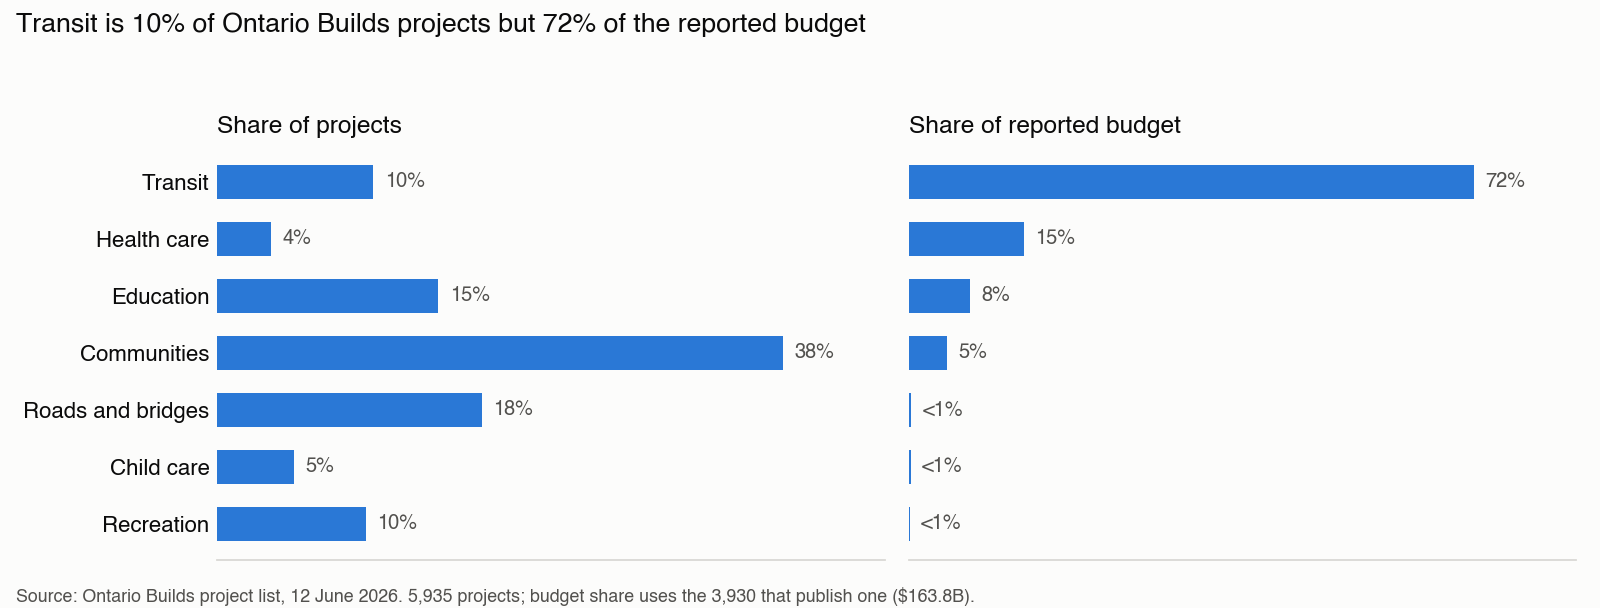 Transit is 10% of Ontario Builds projects but 72% of the reported budget
Share of projects
Share of reported budget
Transit 10% 72%
Health care 4% 15%
Education 15% 8%
Communities 38% 5%
Roads and bridges 18% <1%
Child care 5% <1%
Recreation 10% <1%
Source: Ontario Builds project list, 12 June 2026. 5,935 projects; budget share uses the 3,930 that publish one ($163.8B).